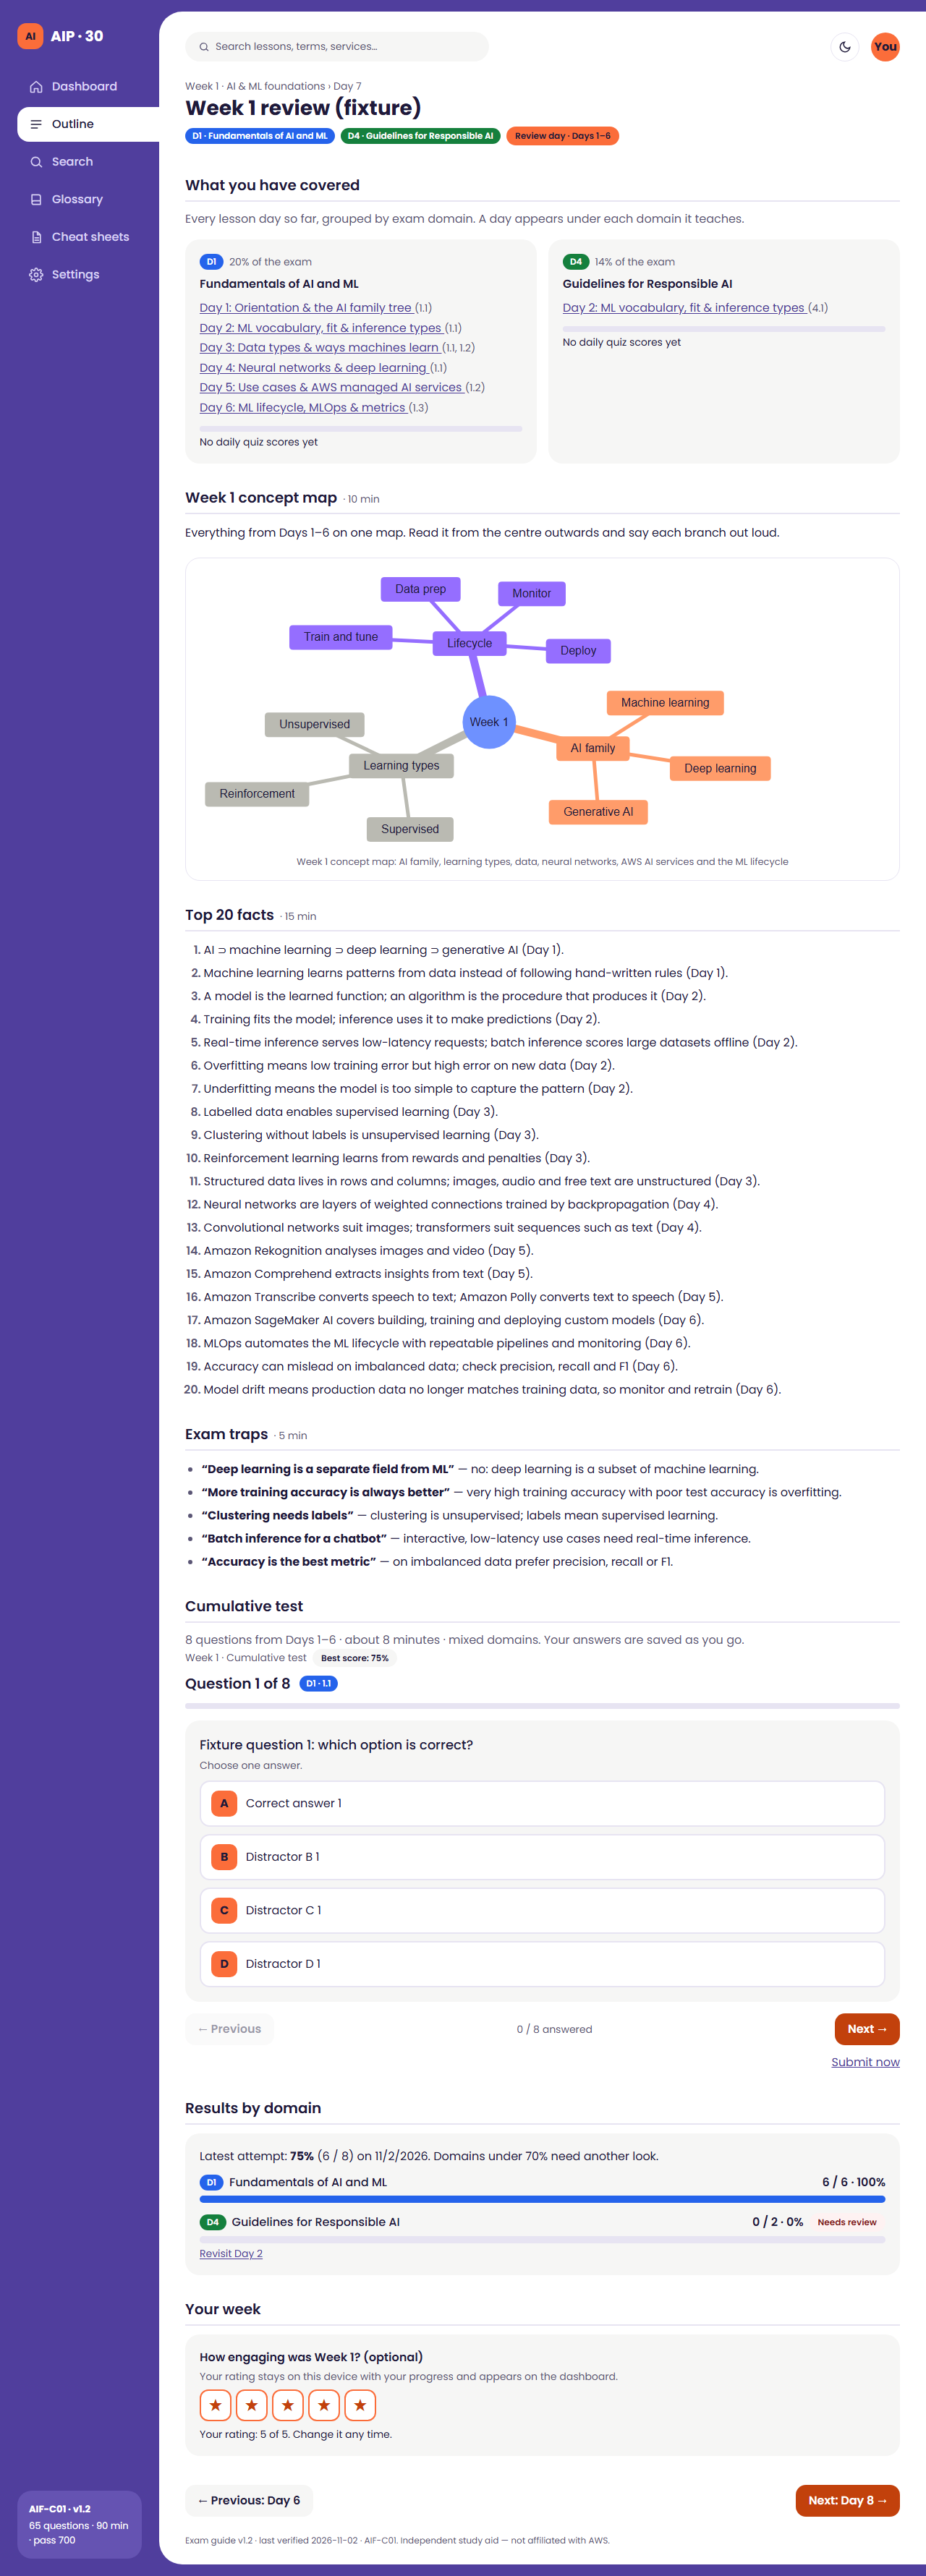 AI AIP · 30
Dashboard
Outline
Search
Glossary
Cheat sheets
Settings
AIF-C01 · v1.2
65 questions · 90 min
· pass 700
Search lessons, terms, services...
You
Week 1 · AI & ML foundations › Day 7
Week 1 review (fixture)
D1 · Fundamentals of AI and ML D4 · Guidelines for Responsible AI Review day · Days 1–6
What you have covered
Every lesson day so far, grouped by exam domain. A day appears under each domain it teaches.
D1 20% of the exam
Fundamentals of AI and ML
Day 1: Orientation & the AI family tree (1.1)
Day 2: ML vocabulary, fit & inference types (1.1)
Day 3: Data types & ways machines learn (1.1, 1.2)
Day 4: Neural networks & deep learning (1.1)
Day 5: Use cases & AWS managed AI services (1.2)
Day 6: ML lifecycle, MLOps & metrics (1.3)
No daily quiz scores yet
D4 14% of the exam
Guidelines for Responsible AI
Day 2: ML vocabulary, fit & inference types (4.1)
No daily quiz scores yet
Week 1 concept map · 10 min
Everything from Days 1–6 on one map. Read it from the centre outwards and say each branch out loud.
Data prep
Monitor
Train and tune
Lifecycle
Deploy
Machine learning
Unsupervised
Week 1
AI family
Learning types
Deep learning
Reinforcement
Generative AI
Supervised
Week 1 concept map: AI family, learning types, data, neural networks, AWS AI services and the ML lifecycle
Top 20 facts · 15 min
1. AI ⊃ machine learning ⊃ deep learning ⊃ generative AI (Day 1).
2. Machine learning learns patterns from data instead of following hand-written rules (Day 1).
3. A model is the learned function; an algorithm is the procedure that produces it (Day 2).
4. Training fits the model; inference uses it to make predictions (Day 2).
5. Real-time inference serves low-latency requests; batch inference scores large datasets offline (Day 2).
6. Overfitting means low training error but high error on new data (Day 2).
7. Underfitting means the model is too simple to capture the pattern (Day 2).
8. Labelled data enables supervised learning (Day 3).
9. Clustering without labels is unsupervised learning (Day 3).
10. Reinforcement learning learns from rewards and penalties (Day 3).
11. Structured data lives in rows and columns; images, audio and free text are unstructured (Day 3).
12. Neural networks are layers of weighted connections trained by backpropagation (Day 4).
13. Convolutional networks suit images; transformers suit sequences such as text (Day 4).
14. Amazon Rekognition analyses images and video (Day 5).
15. Amazon Comprehend extracts insights from text (Day 5).
16. Amazon Transcribe converts speech to text; Amazon Polly converts text to speech (Day 5).
17. Amazon SageMaker AI covers building, training and deploying custom models (Day 6).
18. MLOps automates the ML lifecycle with repeatable pipelines and monitoring (Day 6).
19. Accuracy can mislead on imbalanced data; check precision, recall and F1 (Day 6).
20. Model drift means production data no longer matches training data, so monitor and retrain (Day 6).
Exam traps · 5 min
• “Deep learning is a separate field from ML” — no: deep learning is a subset of machine learning.
• “More training accuracy is always better” — very high training accuracy with poor test accuracy is overfitting.
• “Clustering needs labels” — clustering is unsupervised; labels mean supervised learning.
• “Batch inference for a chatbot” — interactive, low-latency use cases need real-time inference.
• “Accuracy is the best metric” — on imbalanced data prefer precision, recall or F1.
Cumulative test
8 questions from Days 1–6 · about 8 minutes · mixed domains. Your answers are saved as you go.
Week 1 · Cumulative test Best score: 75%
Question 1 of 8 D1 · 1.1
Fixture question 1: which option is correct?
Choose one answer.
A Correct answer 1
B Distractor B 1
C Distractor C 1
D Distractor D 1
← Previous 0 / 8 answered Next →
Submit now
Results by domain
Latest attempt: 75% (6 / 8) on 11/2/2026. Domains under 70% need another look.
D1 Fundamentals of AI and ML 6 / 6 · 100%
D4 Guidelines for Responsible AI 0 / 2 · 0% Needs review
Revisit Day 2
Your week
How engaging was Week 1? (optional)
Your rating stays on this device with your progress and appears on the dashboard.
★ ★ ★ ★ ★
Your rating: 5 of 5. Change it any time.
← Previous: Day 6 Next: Day 8 →
Exam guide v1.2 · last verified 2026-11-02 · AIF-C01. Independent study aid — not affiliated with AWS.